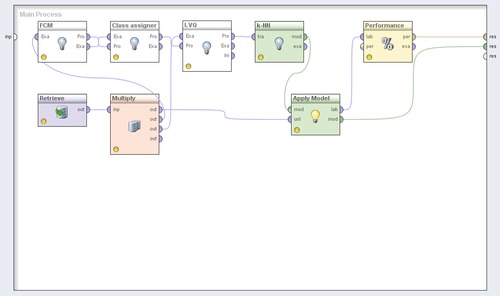 Main Process
FCM
Class assigner
LVQ
k-NN
Performance
inp
Exa
Pro
Exa
Exa
Pro
Pro
Exa
Exa
Pro
Pro
Exa
tra
mod
exa
lab
per
per
exa
res
res
res
Retrieve
Multiply
Apply Model
out
inp
out
out
out
out
mod
lab
unl
mod